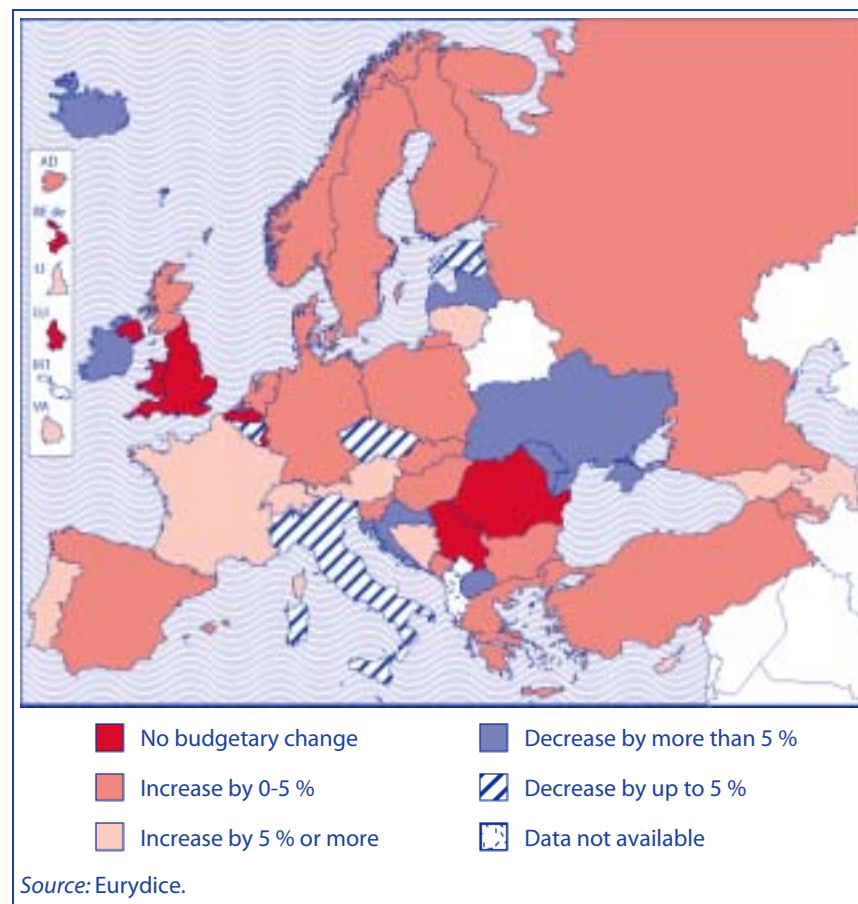 AD
BE de
LI
LU
MT
VA
No budgetary change
Increase by 0-5 %
Increase by 5 % or more
Decrease by more than 5 %
Decrease by up to 5 %
Data not available
Source: Eurydice.